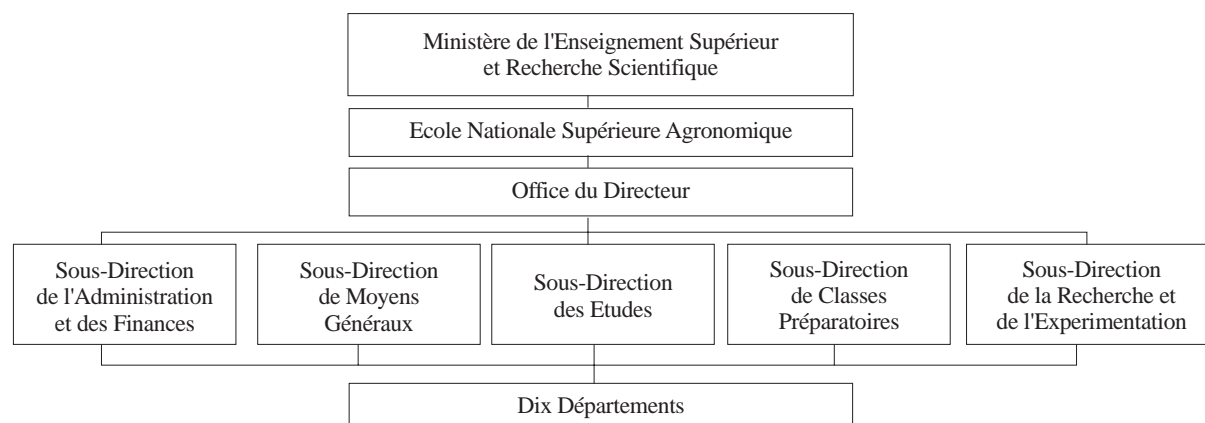 Ministère de l'Enseignement Supérieur
et Recherche Scientifique
Ecole Nationale Supérieure Agronomique
Office du Directeur
Sous-Direction
de l'Administration
et des Finances
Sous-Direction
de Moyens
Généraux
Sous-Direction
des Etudes
Sous-Direction
de Classes
Préparatoires
Sous-Direction
de la Recherche et
de l'Experimentation
Dix Départements